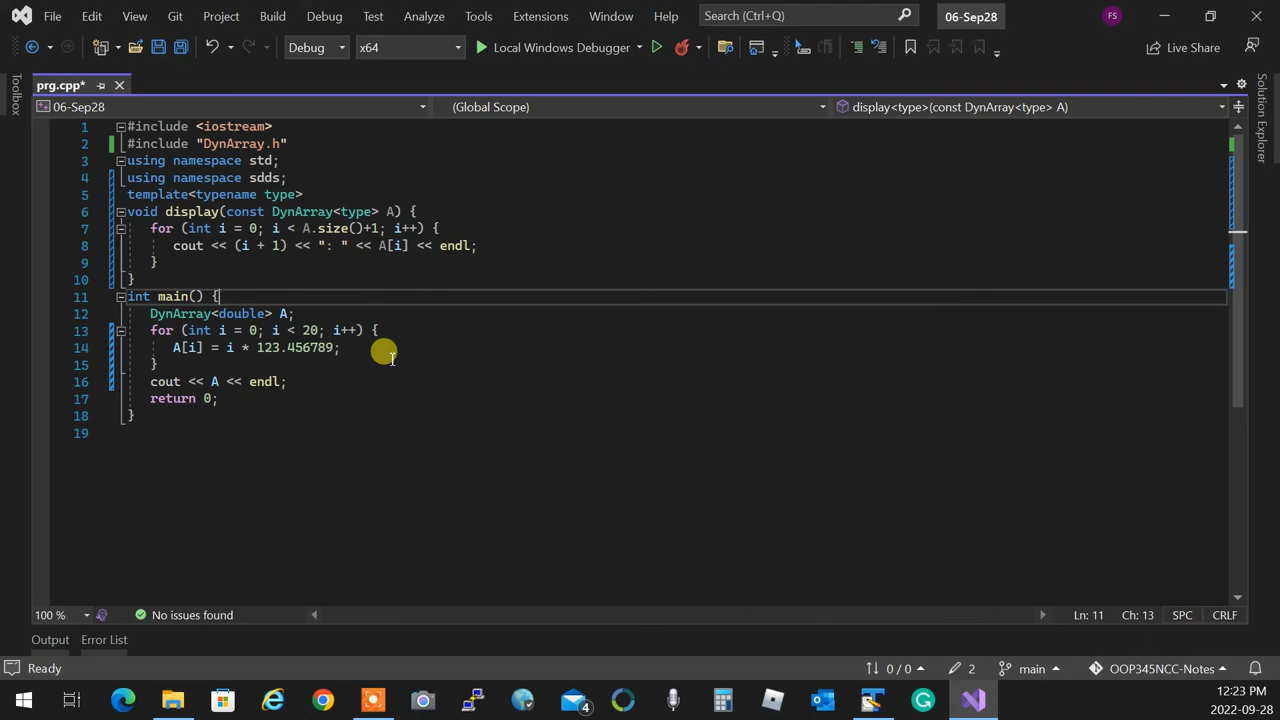 File Edit View Git Project Build Debug Test Analyze Tools Extensions Window Help Search (Ctrl+Q) 06-Sep28 FS
Debug x64 Local Windows Debugger Live Share
Toolbox
prg.cpp*
06-Sep28 (Global Scope) display<type>(const DynArray<type> A)
Solution Explorer
1 #include <iostream>
2 #include "DynArray.h"
3 using namespace std;
4 using namespace sdds;
5 template<typename type>
6 void display(const DynArray<type> A) {
7 for (int i = 0; i < A.size()+1; i++) {
8 cout << (i + 1) << ": " << A[i] << endl;
9 }
10 }
11 int main() {
12 DynArray<double> A;
13 for (int i = 0; i < 20; i++) {
14 A[i] = i * 123.456789;
15 }
16 cout << A << endl;
17 return 0;
18 }
19
100 % No issues found Ln: 11 Ch: 13 SPC CRLF
Output Error List
Ready 0 / 0 2 main OOP345NCC-Notes
4
12:23 PM
2022-09-28